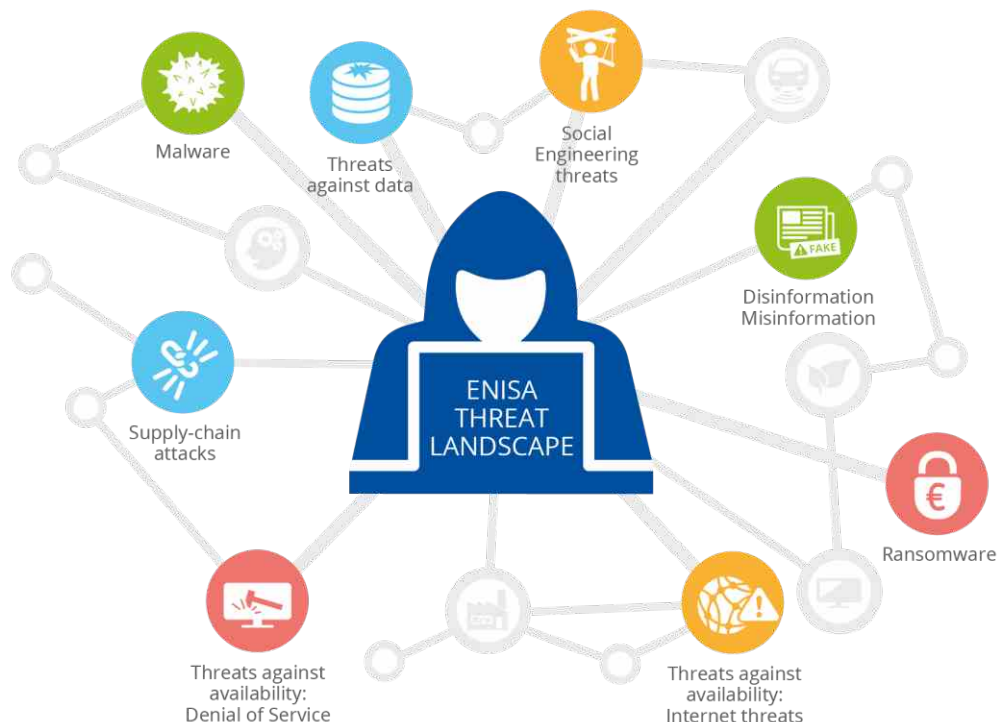 Malware
Threats
against data
Social
Engineering
threats
FAKE
Disinformation
Misinformation
ENISA
THREAT
LANDSCAPE
Supply-chain
attacks
€
Ransomware
Threats against
availability:
Denial of Service
Threats against
availability:
Internet threats